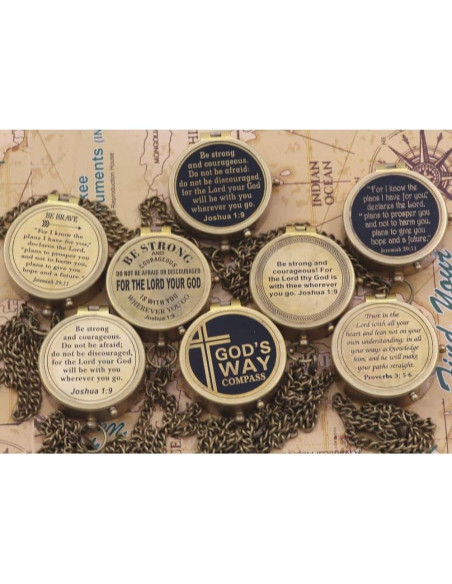 Be strong
and courageous.
Do not be afraid;
do not be discouraged,
for the Lord your God
will be with you
wherever you go.
Joshua 1:9
"For I know the
plans I have for you,"
declares the Lord,
"plans to prosper you
and not to harm you,
plans to give you
hope and a future."
Jeremiah 29:11
BE BRAVE
"For I know the
plans I have for you,"
declares the Lord,
"plans to prosper you
and not to harm you,
plans to give you
hope and a future."
Jeremiah 29:11
BE STRONG
AND
COURAGEOUS
DO NOT BE AFRAID OR DISCOURAGED
FOR THE LORD YOUR GOD
IS WITH YOU
WHEREVER YOU GO
Joshua 1:9
Be strong and
courageous! For the
Lord thy God is
with thee wherever
you go. Joshua 1:9
Be strong
and courageous.
Do not be afraid;
do not be discouraged,
for the Lord your God
will be with you
wherever you go.
Joshua 1:9
GOD'S
WAY
COMPASS
Trust in the
Lord with all your
heart and lean not on your
own understanding; in all
your ways acknowledge
him, and he will make
your paths straight.
Proverbs 3: 5-6
INDIAN
OCEAN
MONGOLIA
Find Your